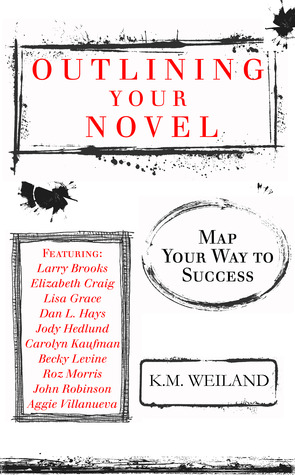 OUTLINING
YOUR
NOVEL
MAP
YOUR WAY TO
SUCCESS
FEATURING:
Larry Brooks
Elizabeth Craig
Lisa Grace
Dan L. Hays
Jody Hedlund
Carolyn Kaufman
Becky Levine
Roz Morris
John Robinson
Aggie Villanueva
K.M. WEILAND